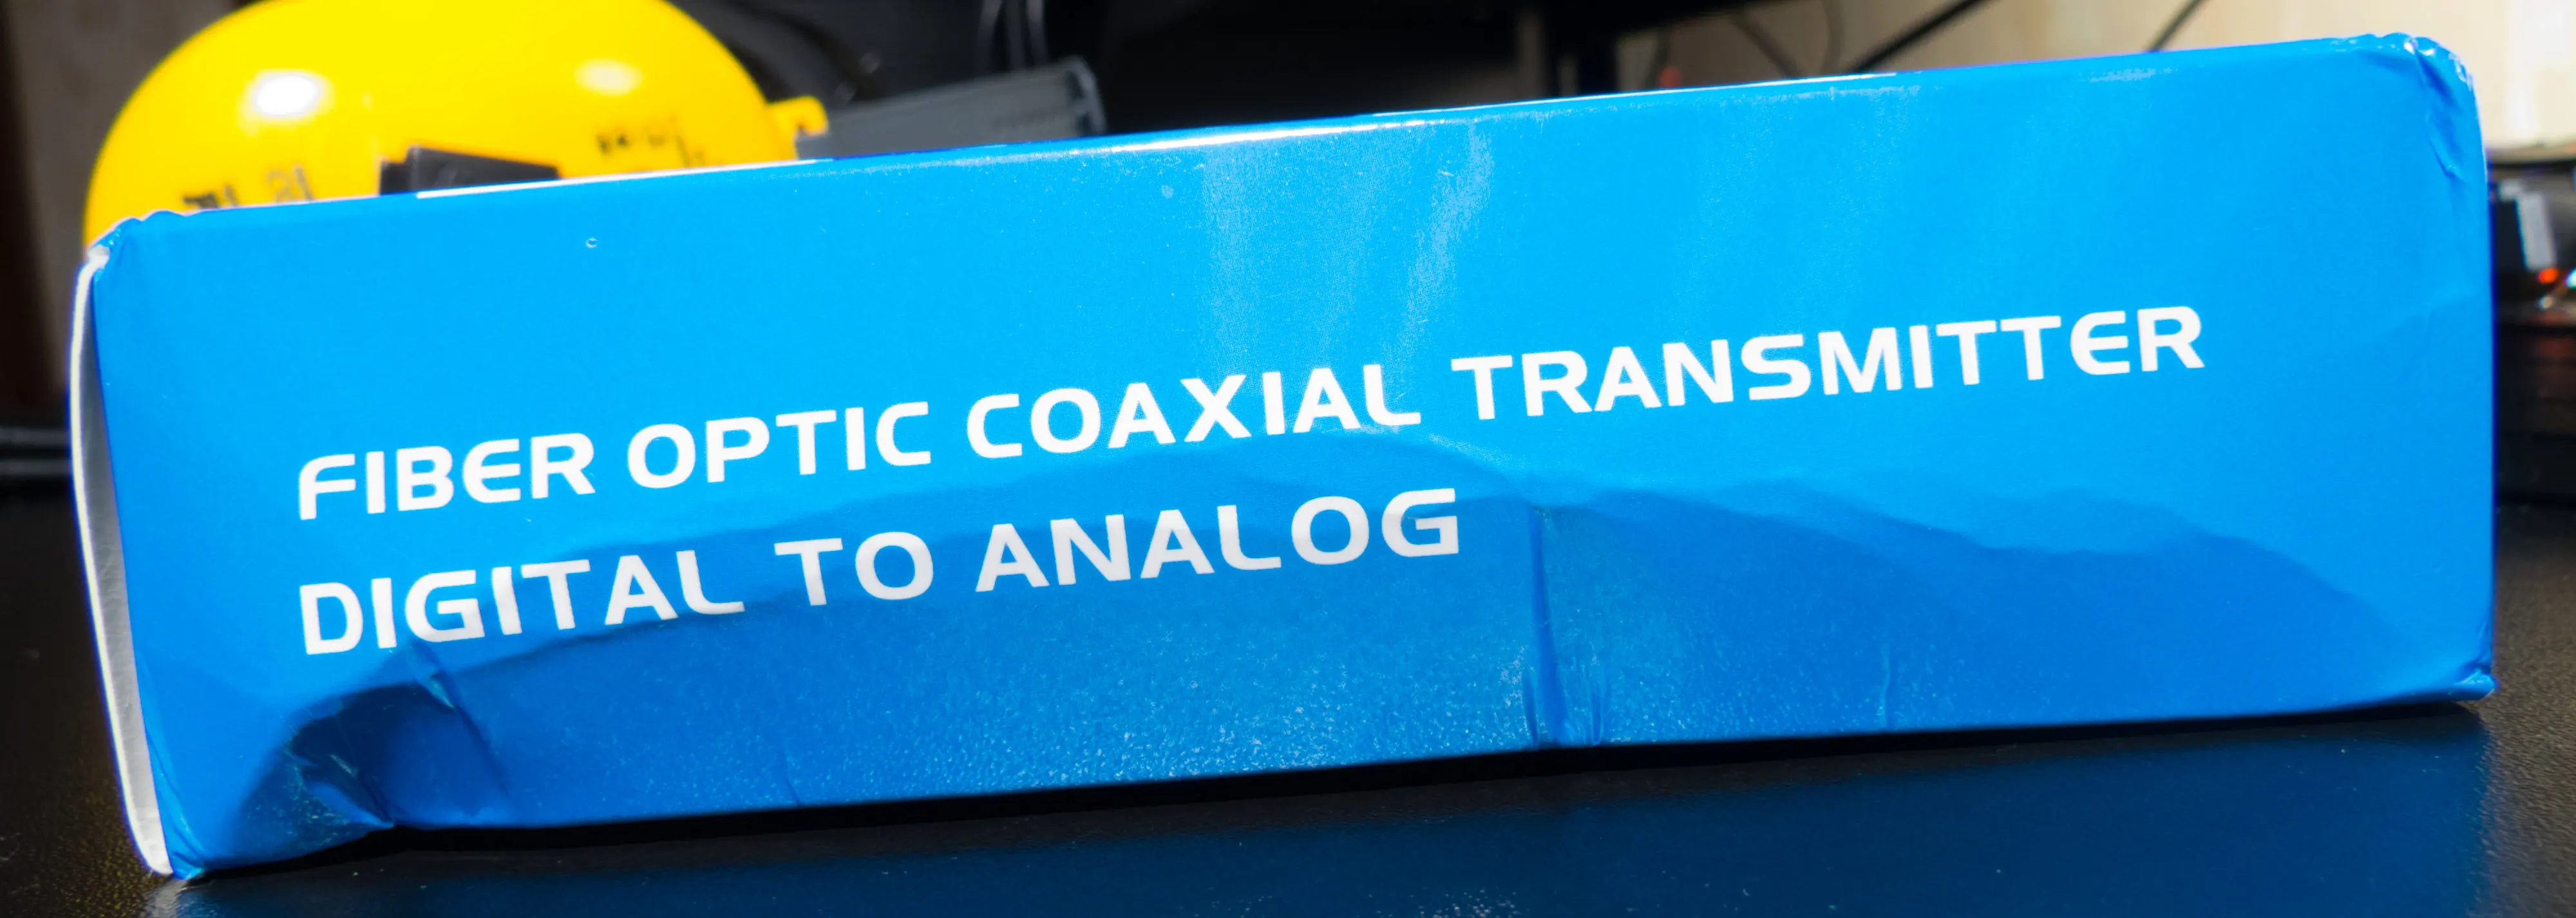 FIBER OPTIC COAXIAL TRANSMITTER
DIGITAL TO ANALOG